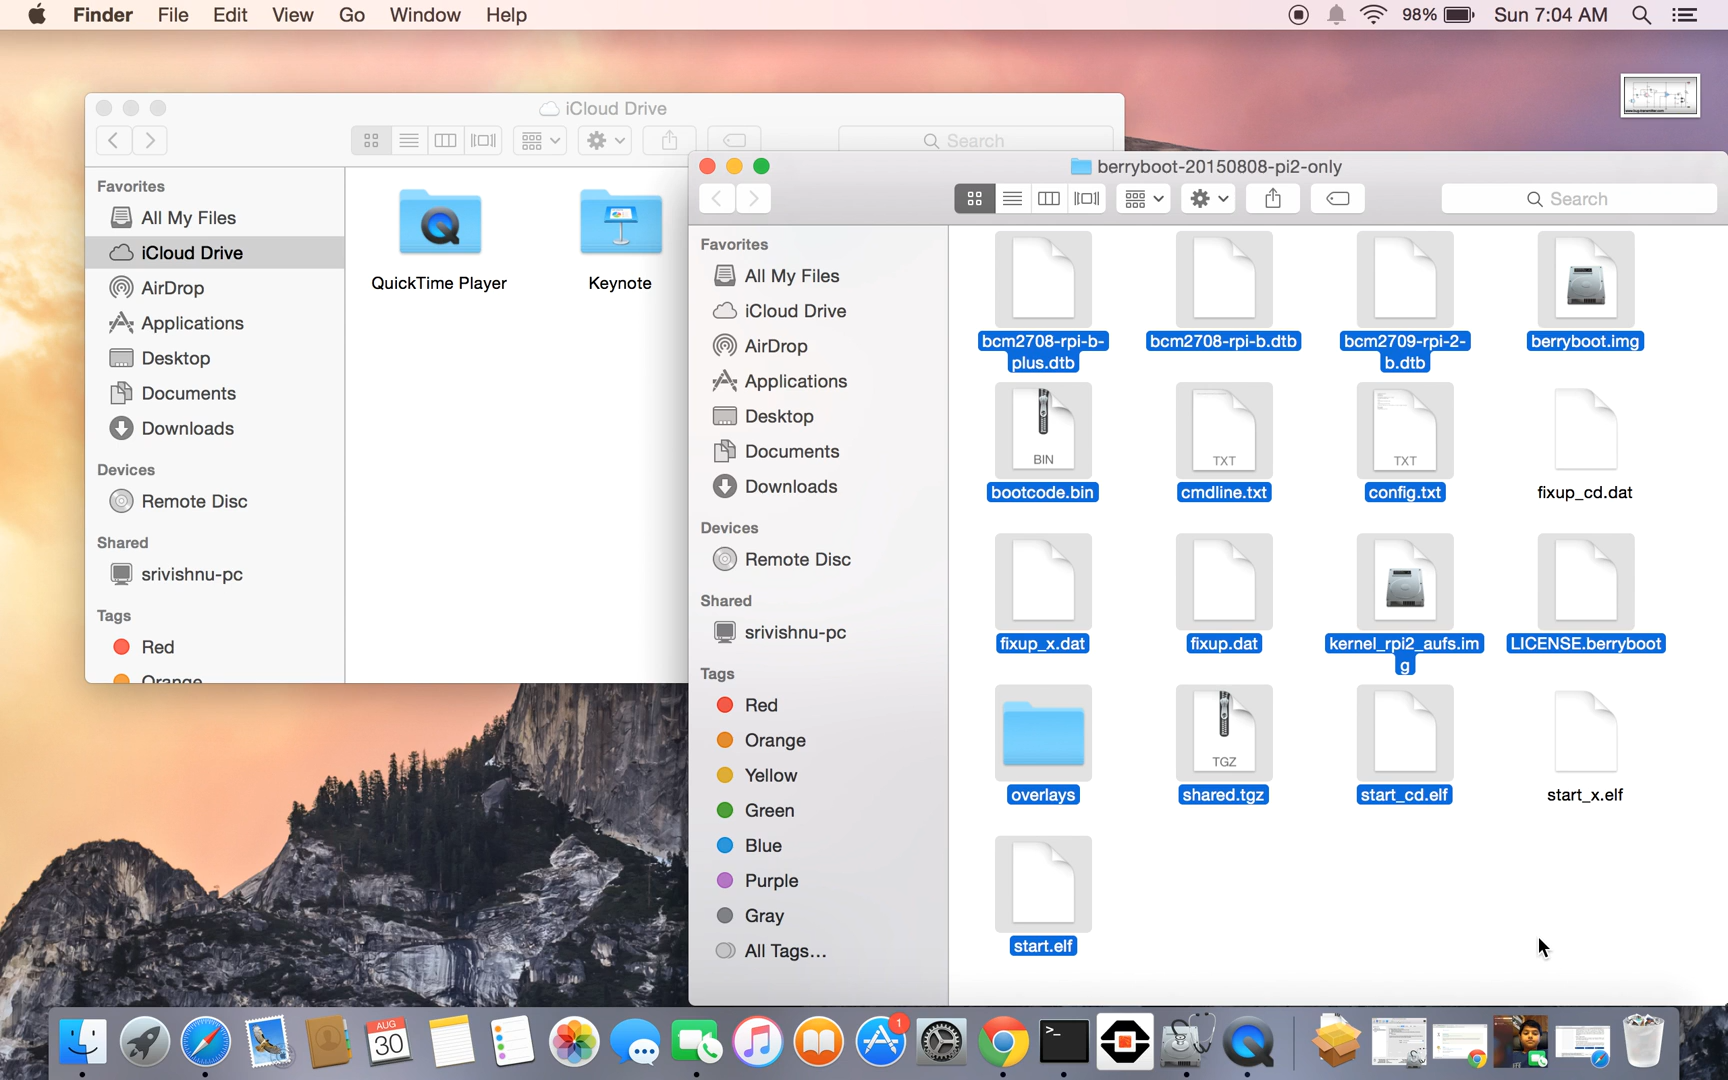 Finder File Edit View Go Window Help 98% Sun 7:04 AM
iCloud Drive
Search
Favorites
All My Files
iCloud Drive
AirDrop
Applications
Desktop
Documents
Downloads
Devices
Remote Disc
Shared
srivishnu-pc
Tags
Red
Orange
QuickTime Player
Keynote
berryboot-20150808-pi2-only
Search
Favorites
All My Files
iCloud Drive
AirDrop
Applications
Desktop
Documents
Downloads
Devices
Remote Disc
Shared
srivishnu-pc
Tags
Red
Orange
Yellow
Green
Blue
Purple
Gray
All Tags...
bcm2708-rpi-b-
plus.dtb
bcm2708-rpi-b.dtb
bcm2709-rpi-2-
b.dtb
berryboot.img
BIN
bootcode.bin
TXT
cmdline.txt
TXT
config.txt
fixup_cd.dat
fixup_x.dat
fixup.dat
kernel_rpi2_aufs.im
g
LICENSE.berryboot
overlays
TGZ
shared.tgz
start_cd.elf
start_x.elf
start.elf
AUG
30
1
>_